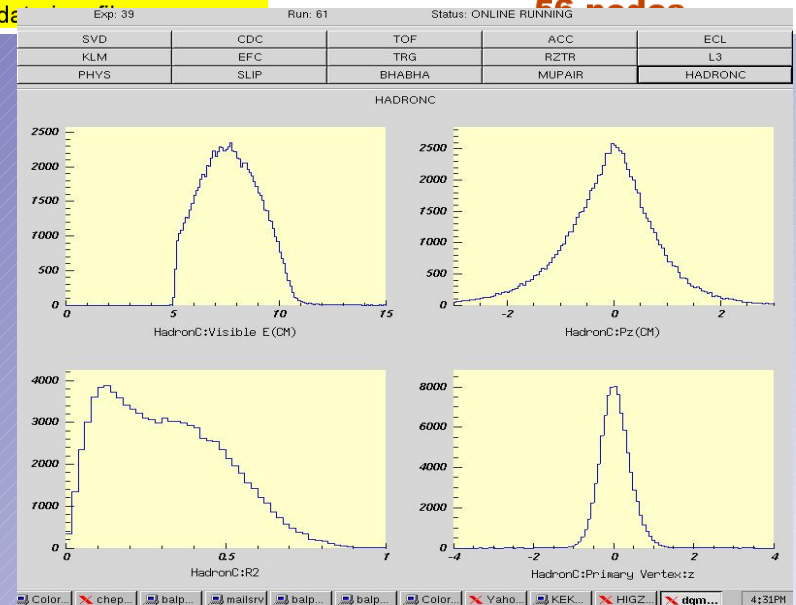 Exp: 39 Run: 61 Status: ONLINE RUNNING
SVD CDC TOF ACC ECL
KLM EFC TRG RZTR L3
PHYS SLIP BHABHA MUPAIR HADRONC
HADRONC
2500
2000
1500
1000
500
0
0 5 10 15
HadronC:Visible E(CM)
2500
2000
1500
1000
500
0
-2 0 2
HadronC:Pz(CM)
4000
3000
2000
1000
0
0 0.5 1
HadronC:R2
8000
6000
4000
2000
0
-4 -2 0 2 4
HadronC:Primary Vertex:z
Color... chep... balp... mailsrv balp... balp... Color... Yaho... KEK... HIGZ... dqm... 4:31PM